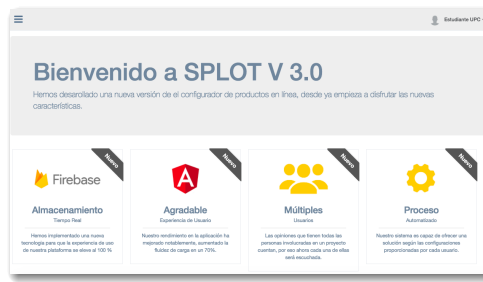 Estudiante UPC
Bienvenido a SPLOT V 3.0
Hemos desarollado una nueva versión de el configurador de productos en línea, desde ya empieza a disfrutar las nuevas
características.
Nuevo
Firebase
Almacenamiento
Tiempo Real
Hemos implementado una nueva
tecnología para que la experiencia de uso
de nuestra plataforma se eleve al 100 %
Nuevo
Agradable
Experiencia de Usuario
Nuestro rendimiento en la aplicación ha
mejorado notablemente, aumentado la
fluides de carga en un 70%.
Nuevo
Múltiples
Usuarios
Las opiniones que tienen todas las
personas involucradas en un proyecto
cuenten, por eso ahora cada una de ellas
será escuchada.
Nuevo
Proceso
Automatizado
Nuestro sistema es capaz de ofrecer una
solución según las configuraciones
proporcionadas por cada usuario.